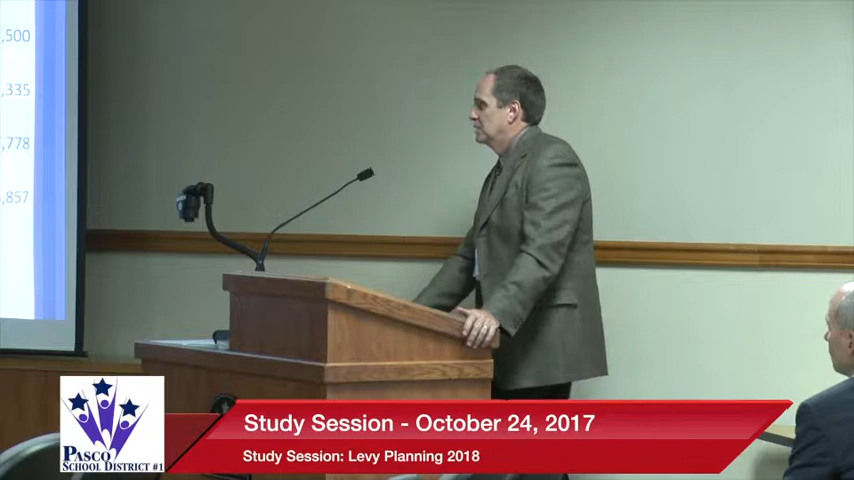 ,500
,335
,778
,857
Study Session - October 24, 2017
Study Session: Levy Planning 2018
PASCO
SCHOOL DISTRICT #1